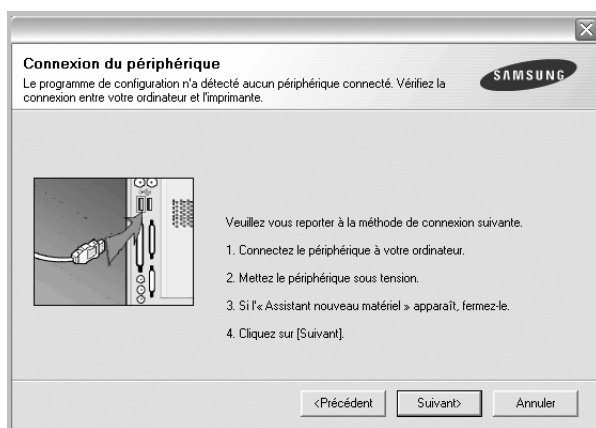 Connexion du périphérique
Le programme de configuration n'a détecté aucun périphérique connecté. Vérifiez la
connexion entre votre ordinateur et l'imprimante.
SAMSUNG
Veuillez vous reporter à la méthode de connexion suivante.
1. Connectez le périphérique à votre ordinateur.
2. Mettez le périphérique sous tension.
3. Si l'« Assistant nouveau matériel » apparaît, fermez-le.
4. Cliquez sur [Suivant].
<Précédent
Suivant>
Annuler